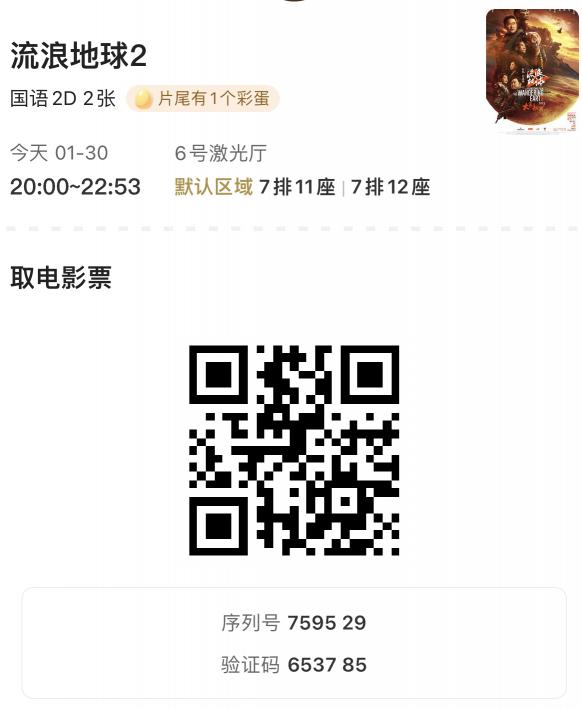 流浪地球2
国语2D 2张 片尾有1个彩蛋
今天 01-30 6号激光厅
20:00~22:53 默认区域 7排11座 | 7排12座
取电影票
序列号 7595 29
验证码 6537 85